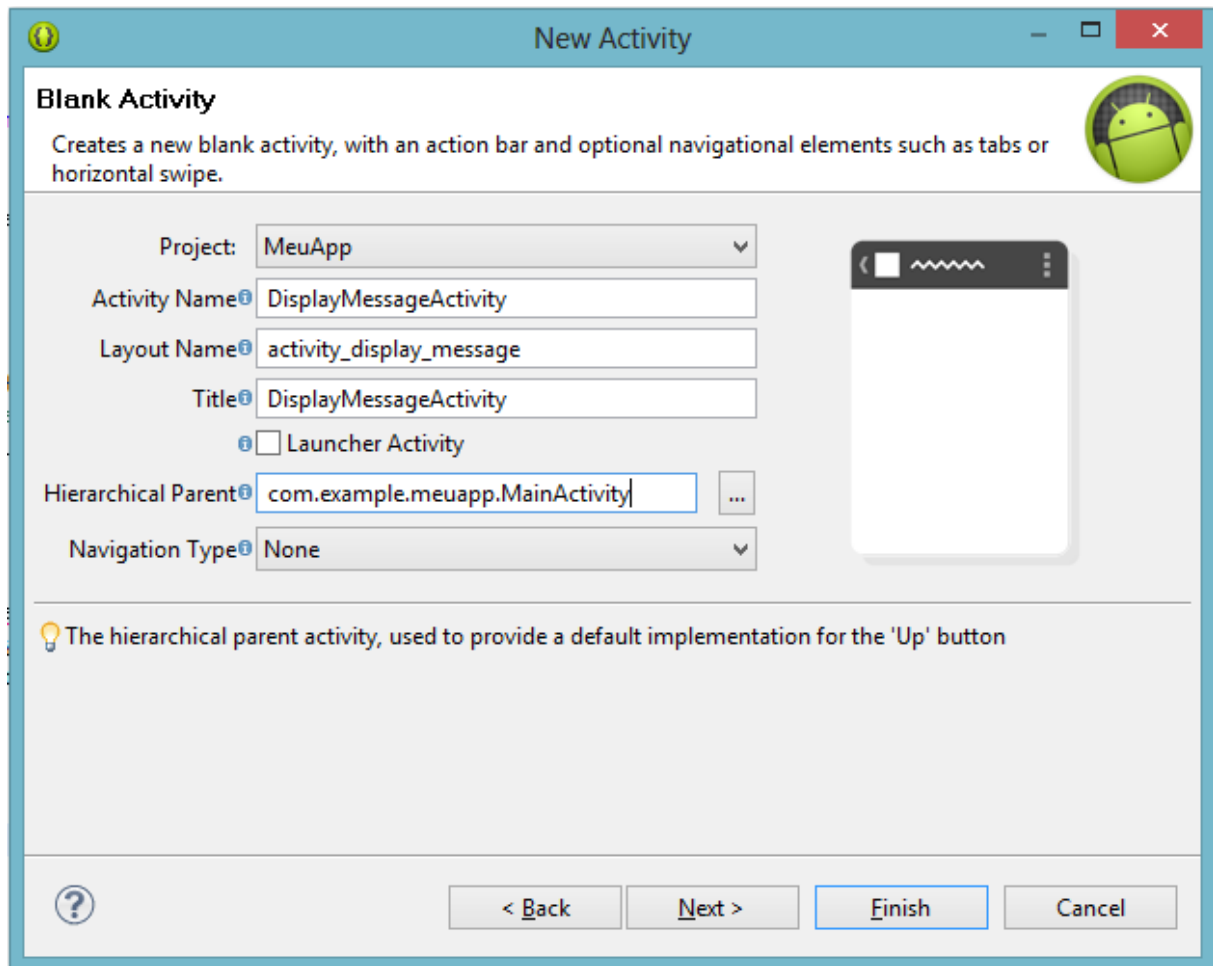 New Activity
Blank Activity
Creates a new blank activity, with an action bar and optional navigational elements such as tabs or
horizontal swipe.
Project: MeuApp
Activity Name DisplayMessageActivity
Layout Name activity_display_message
Title DisplayMessageActivity
Launcher Activity
Hierarchical Parent com.example.meuapp.MainActivity ...
Navigation Type None
The hierarchical parent activity, used to provide a default implementation for the 'Up' button
? < Back Next > Finish Cancel